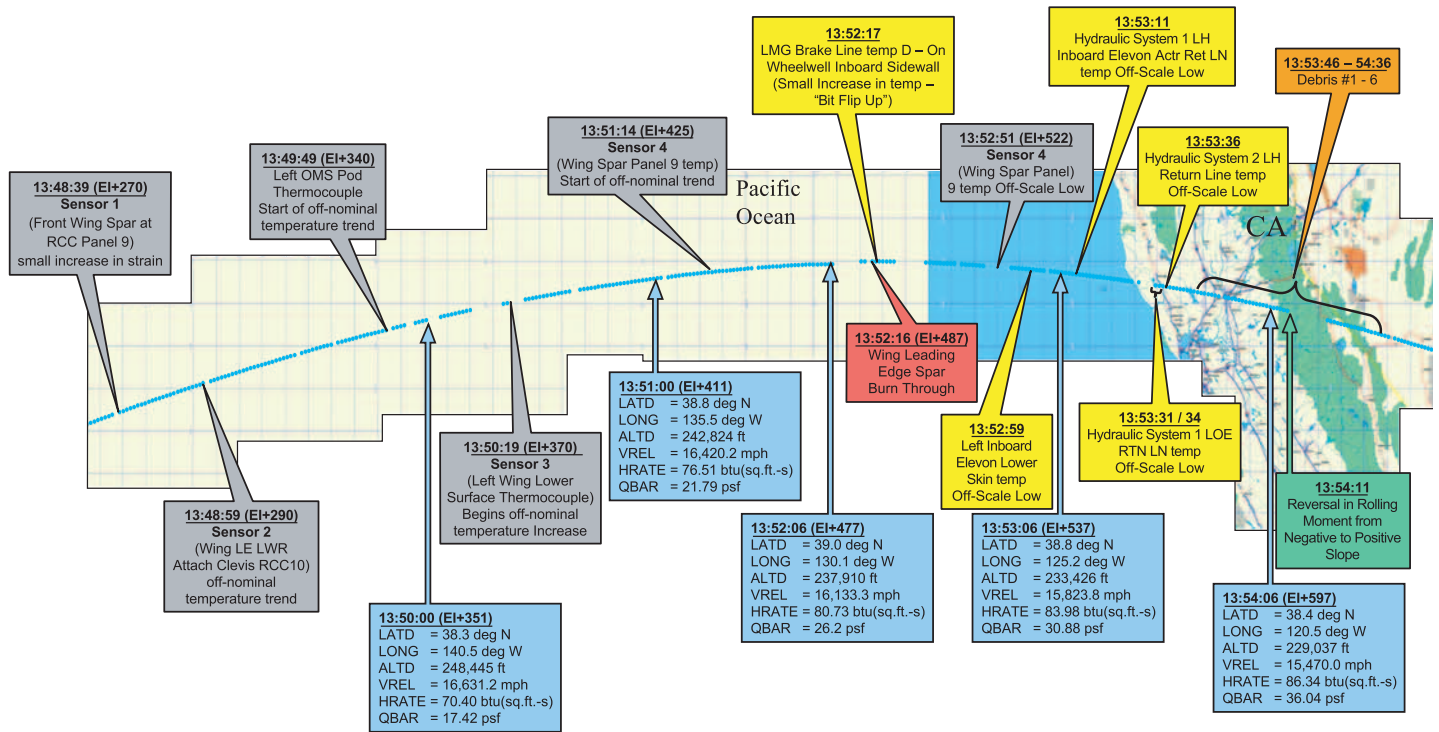 13:48:39 (EI+270)
Sensor 1
(Front Wing Spar at
RCC Panel 9)
small increase in strain
13:49:49 (EI+340)
Left OMS Pod
Thermocouple
Start of off-nominal
temperature trend
13:51:14 (EI+425)
Sensor 4
(Wing Spar Panel 9 temp)
Start of off-nominal trend
13:52:17
LMG Brake Line temp D – On
Wheelwell Inboard Sidewall
(Small Increase in temp –
“Bit Flip Up”)
13:52:51 (EI+522)
Sensor 4
(Wing Spar Panel)
9 temp Off-Scale Low
13:53:11
Hydraulic System 1 LH
Inboard Elevon Actr Ret LN
temp Off-Scale Low
13:53:36
Hydraulic System 2 LH
Return Line temp
Off-Scale Low
13:53:46 – 54:36
Debris #1 - 6
Pacific
Ocean
CA
13:48:59 (EI+290)
Sensor 2
(Wing LE LWR
Attach Clevis RCC10)
off-nominal
temperature trend
13:50:00 (EI+351)
LATD = 38.3 deg N
LONG = 140.5 deg W
ALTD = 248,445 ft
VREL = 16,631.2 mph
HRATE = 70.40 btu(sq.ft.-s)
QBAR = 17.42 psf
13:50:19 (EI+370)
Sensor 3
(Left Wing Lower
Surface Thermocouple)
Begins off-nominal
temperature Increase
13:51:00 (EI+411)
LATD = 38.8 deg N
LONG = 135.5 deg W
ALTD = 242,824 ft
VREL = 16,420.2 mph
HRATE = 76.51 btu(sq.ft.-s)
QBAR = 21.79 psf
13:52:06 (EI+477)
LATD = 39.0 deg N
LONG = 130.1 deg W
ALTD = 237,910 ft
VREL = 16,133.3 mph
HRATE = 80.73 btu(sq.ft.-s)
QBAR = 26.2 psf
13:52:16 (EI+487)
Wing Leading
Edge Spar
Burn Through
13:52:59
Left Inboard
Elevon Lower
Skin temp
Off-Scale Low
13:53:06 (EI+537)
LATD = 38.8 deg N
LONG = 125.2 deg W
ALTD = 233,426 ft
VREL = 15,823.8 mph
HRATE = 83.98 btu(sq.ft.-s)
QBAR = 30.88 psf
13:53:31 / 34
Hydraulic System 1 LOE
RTN LN temp
Off-Scale Low
13:54:11
Reversal in Rolling
Moment from
Negative to Positive
Slope
13:54:06 (EI+597)
LATD = 38.4 deg N
LONG = 120.5 deg W
ALTD = 229,037 ft
VREL = 15,470.0 mph
HRATE = 86.34 btu(sq.ft.-s)
QBAR = 36.04 psf